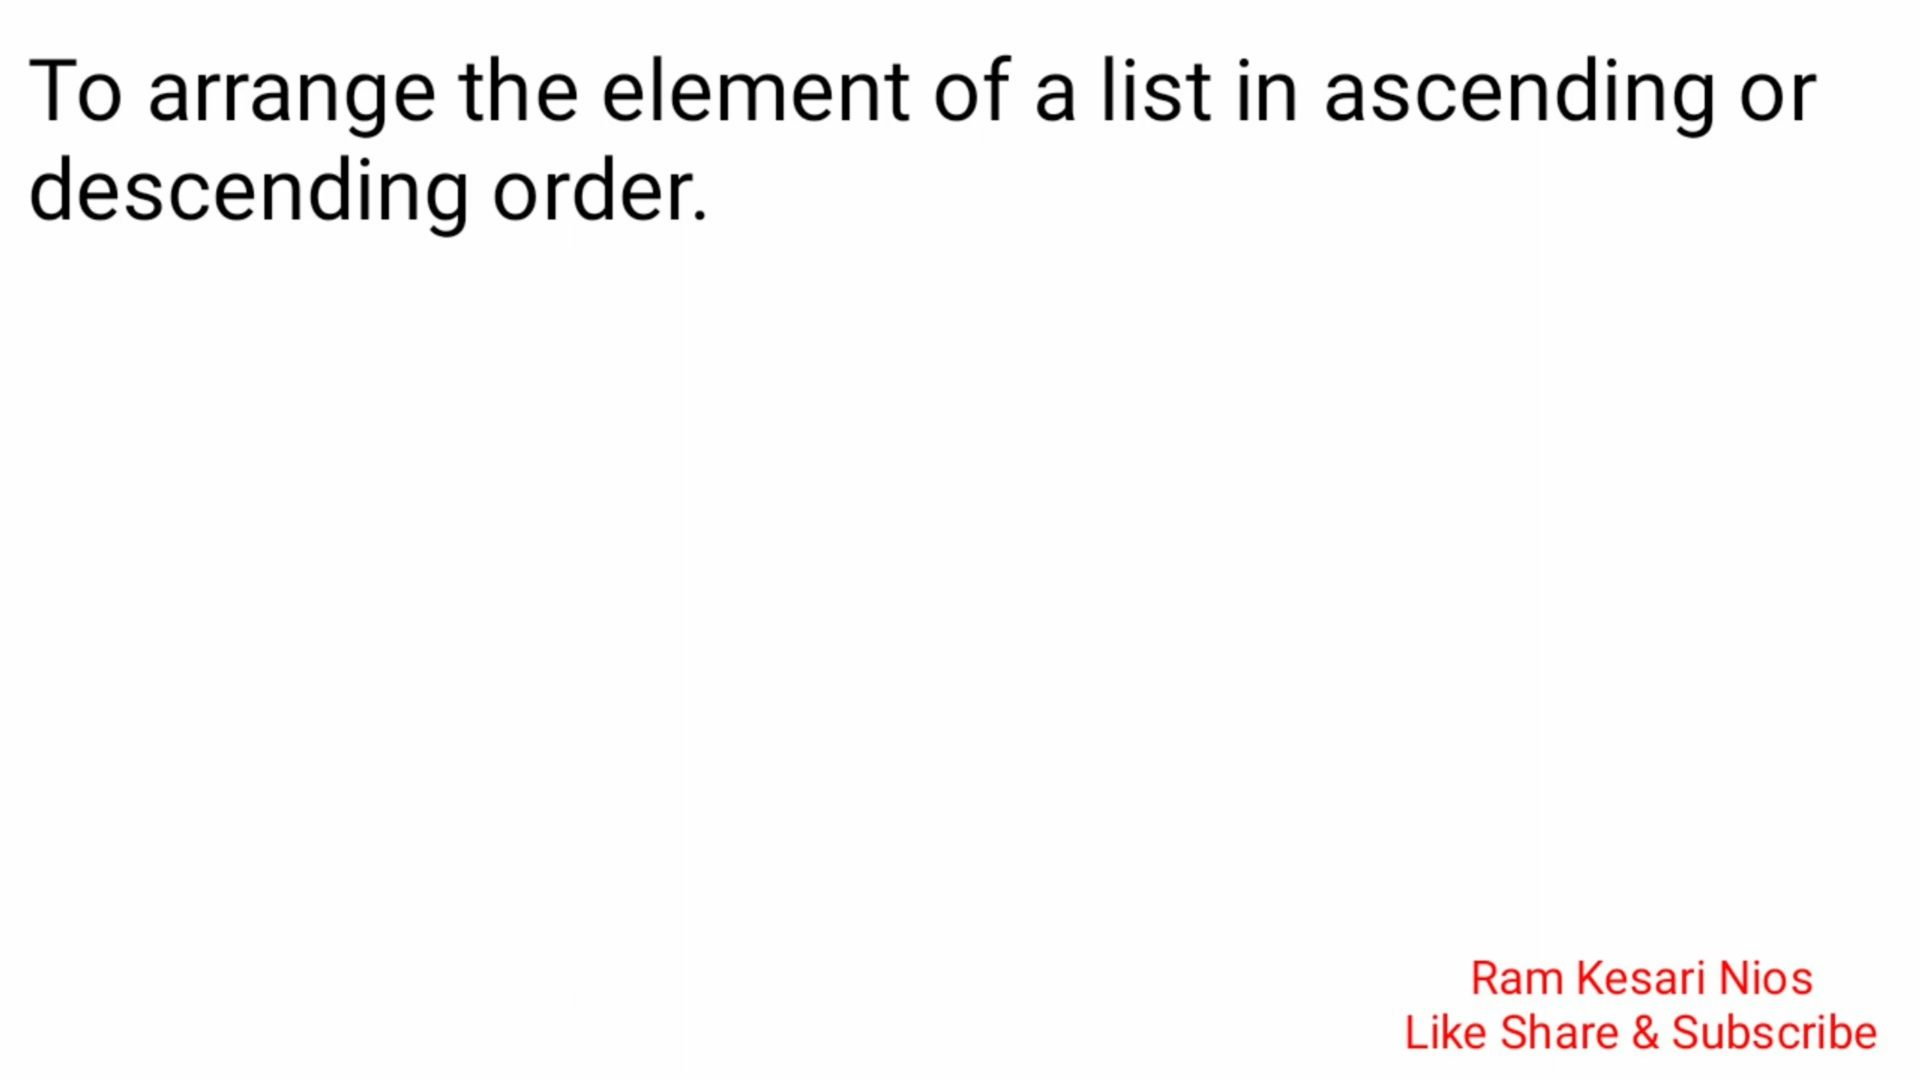 To arrange the element of a list in ascending or
descending order.
Ram Kesari Nios
Like Share & Subscribe